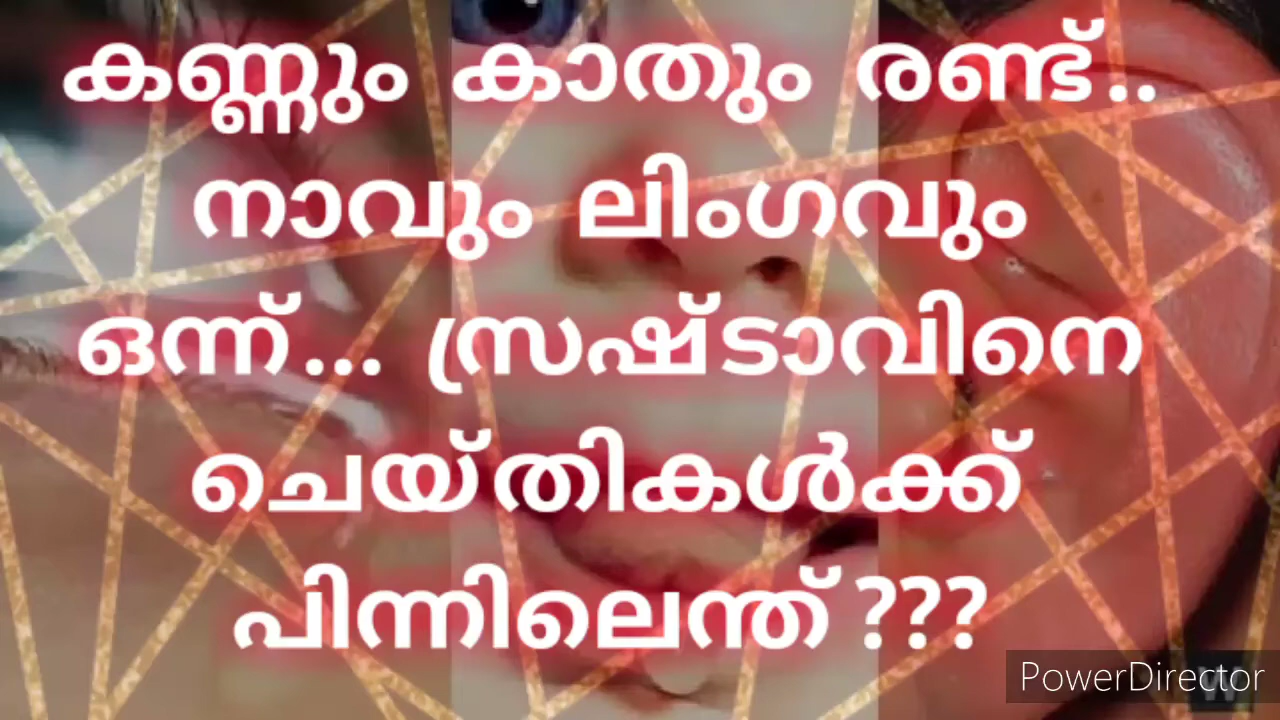 കണ്ണും കാതും രണ്ട്..
നാവും ലിംഗവും
ഒന്ന്... സ്രഷ്ടാവിനെ
ചെയ്തികൾക്ക്
പിന്നിലെന്ത്???
PowerDirector